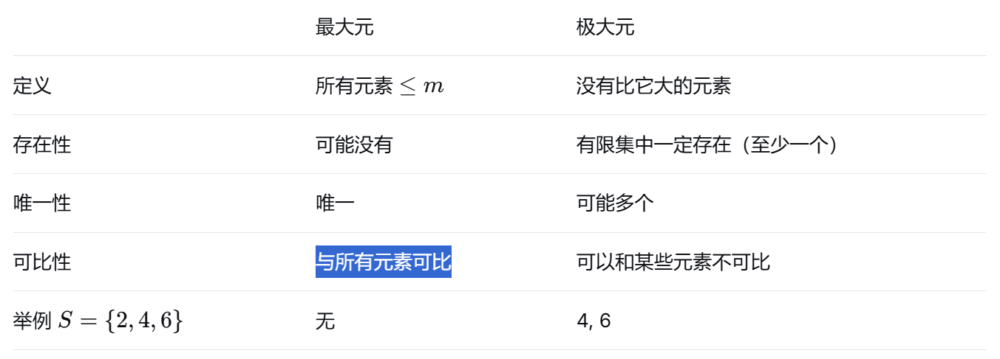 最大元 极大元
定义 所有元素 ≤ m 没有比它大的元素
存在性 可能没有 有限集中一定存在（至少一个）
唯一性 唯一 可能多个
可比性 与所有元素可比 可以和某些元素不可比
举例 S = {2, 4, 6} 无 4, 6